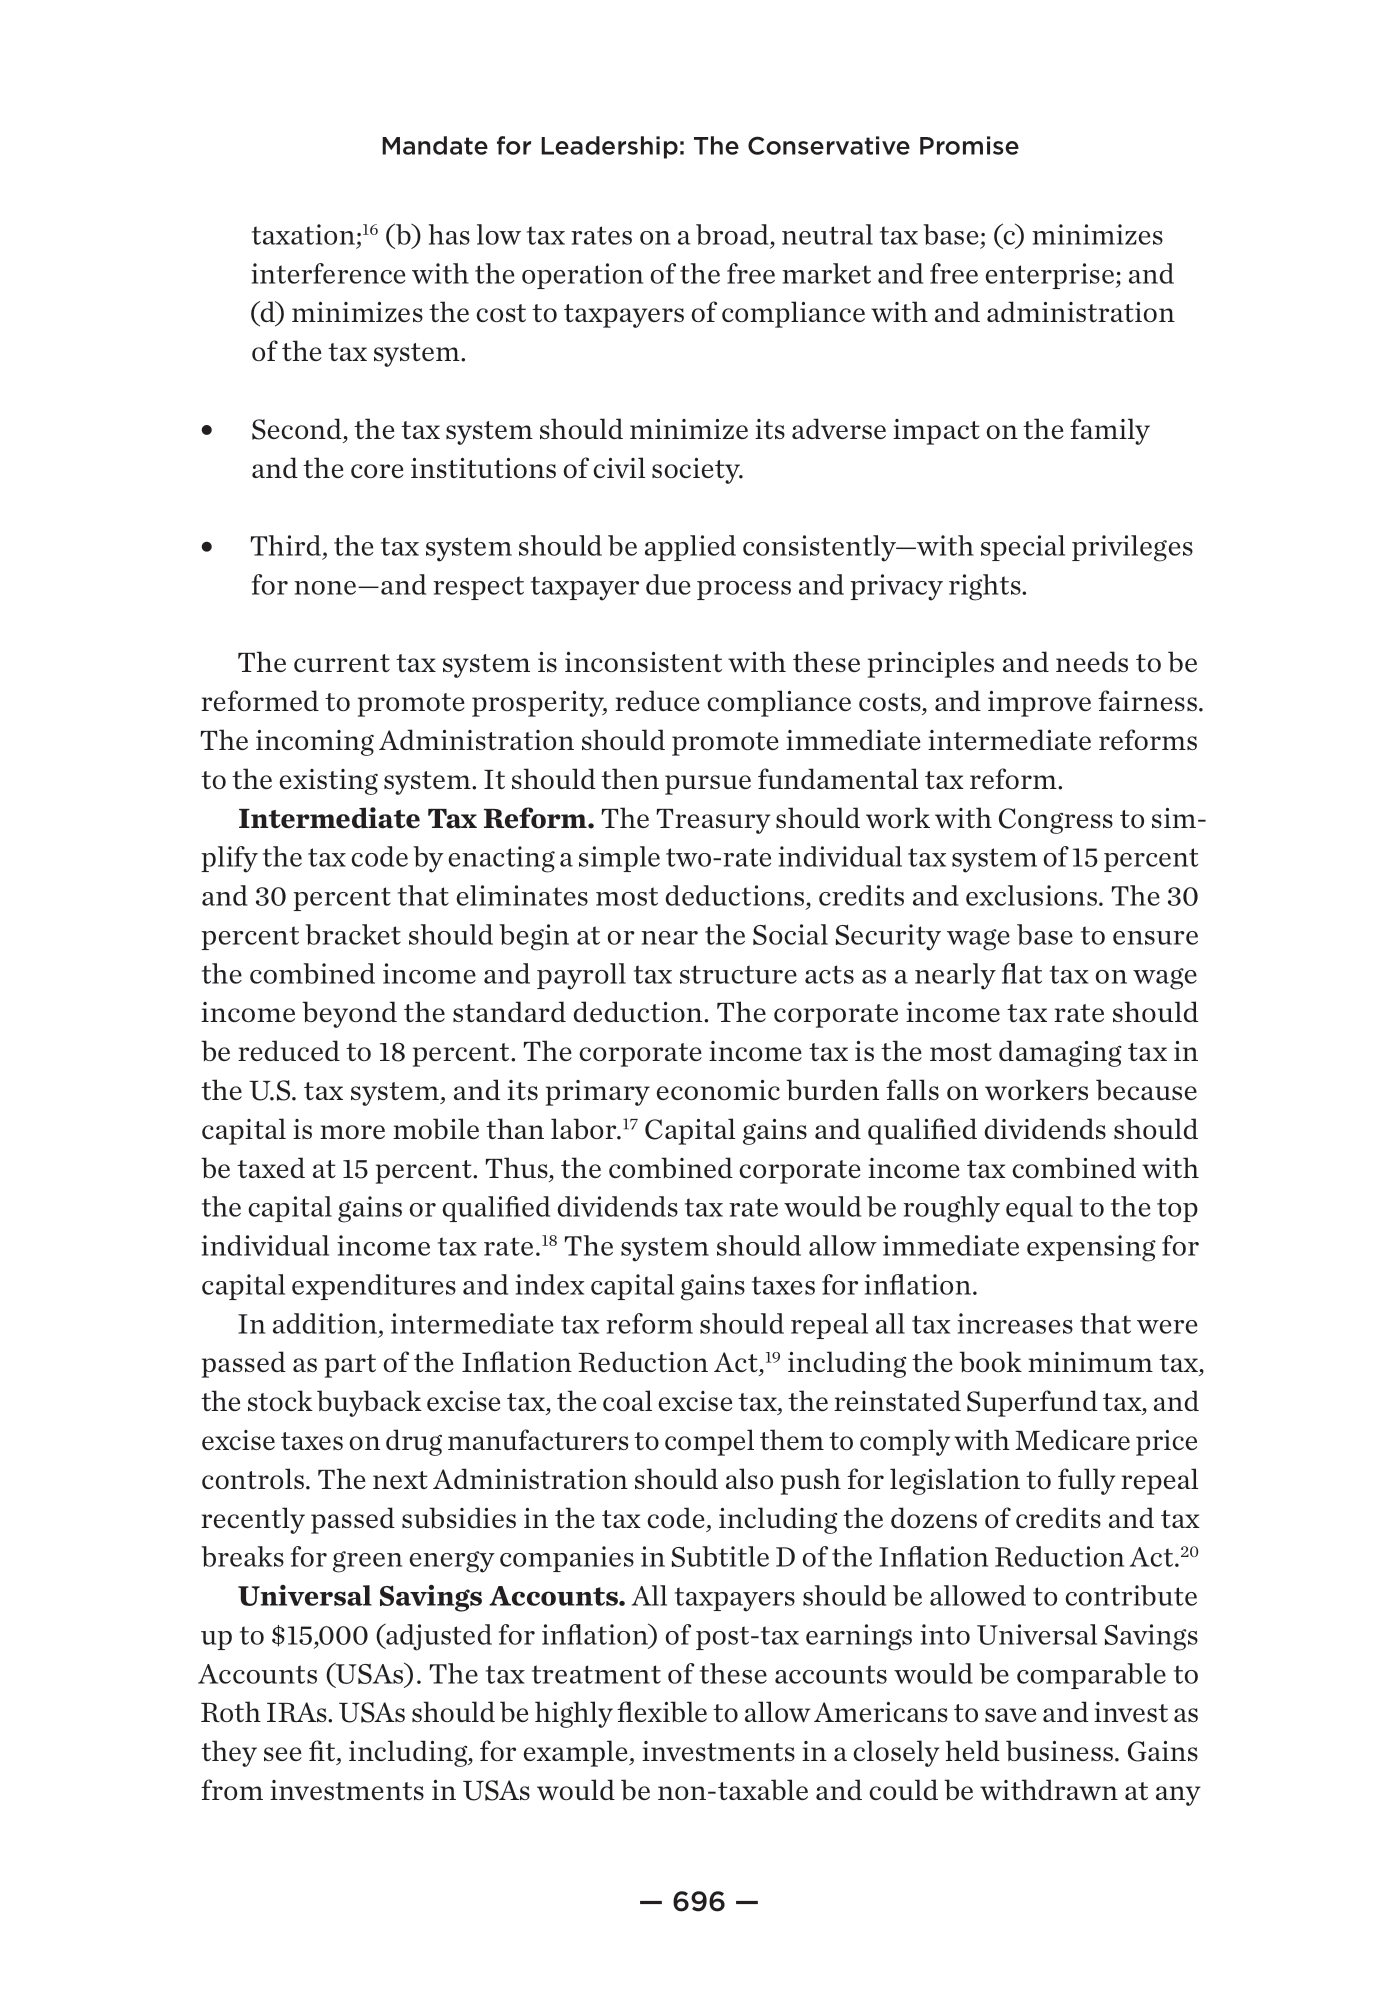 Mandate for Leadership: The Conservative Promise
taxation;¹⁶ (b) has low tax rates on a broad, neutral tax base; (c) minimizes
interference with the operation of the free market and free enterprise; and
(d) minimizes the cost to taxpayers of compliance with and administration
of the tax system.
• Second, the tax system should minimize its adverse impact on the family
and the core institutions of civil society.
• Third, the tax system should be applied consistently—with special privileges
for none—and respect taxpayer due process and privacy rights.
The current tax system is inconsistent with these principles and needs to be
reformed to promote prosperity, reduce compliance costs, and improve fairness.
The incoming Administration should promote immediate intermediate reforms
to the existing system. It should then pursue fundamental tax reform.
Intermediate Tax Reform. The Treasury should work with Congress to sim-
plify the tax code by enacting a simple two-rate individual tax system of 15 percent
and 30 percent that eliminates most deductions, credits and exclusions. The 30
percent bracket should begin at or near the Social Security wage base to ensure
the combined income and payroll tax structure acts as a nearly flat tax on wage
income beyond the standard deduction. The corporate income tax rate should
be reduced to 18 percent. The corporate income tax is the most damaging tax in
the U.S. tax system, and its primary economic burden falls on workers because
capital is more mobile than labor.¹⁷ Capital gains and qualified dividends should
be taxed at 15 percent. Thus, the combined corporate income tax combined with
the capital gains or qualified dividends tax rate would be roughly equal to the top
individual income tax rate.¹⁸ The system should allow immediate expensing for
capital expenditures and index capital gains taxes for inflation.
In addition, intermediate tax reform should repeal all tax increases that were
passed as part of the Inflation Reduction Act,¹⁹ including the book minimum tax,
the stock buyback excise tax, the coal excise tax, the reinstated Superfund tax, and
excise taxes on drug manufacturers to compel them to comply with Medicare price
controls. The next Administration should also push for legislation to fully repeal
recently passed subsidies in the tax code, including the dozens of credits and tax
breaks for green energy companies in Subtitle D of the Inflation Reduction Act.²⁰
Universal Savings Accounts. All taxpayers should be allowed to contribute
up to $15,000 (adjusted for inflation) of post-tax earnings into Universal Savings
Accounts (USAs). The tax treatment of these accounts would be comparable to
Roth IRAs. USAs should be highly flexible to allow Americans to save and invest as
they see fit, including, for example, investments in a closely held business. Gains
from investments in USAs would be non-taxable and could be withdrawn at any
— 696 —